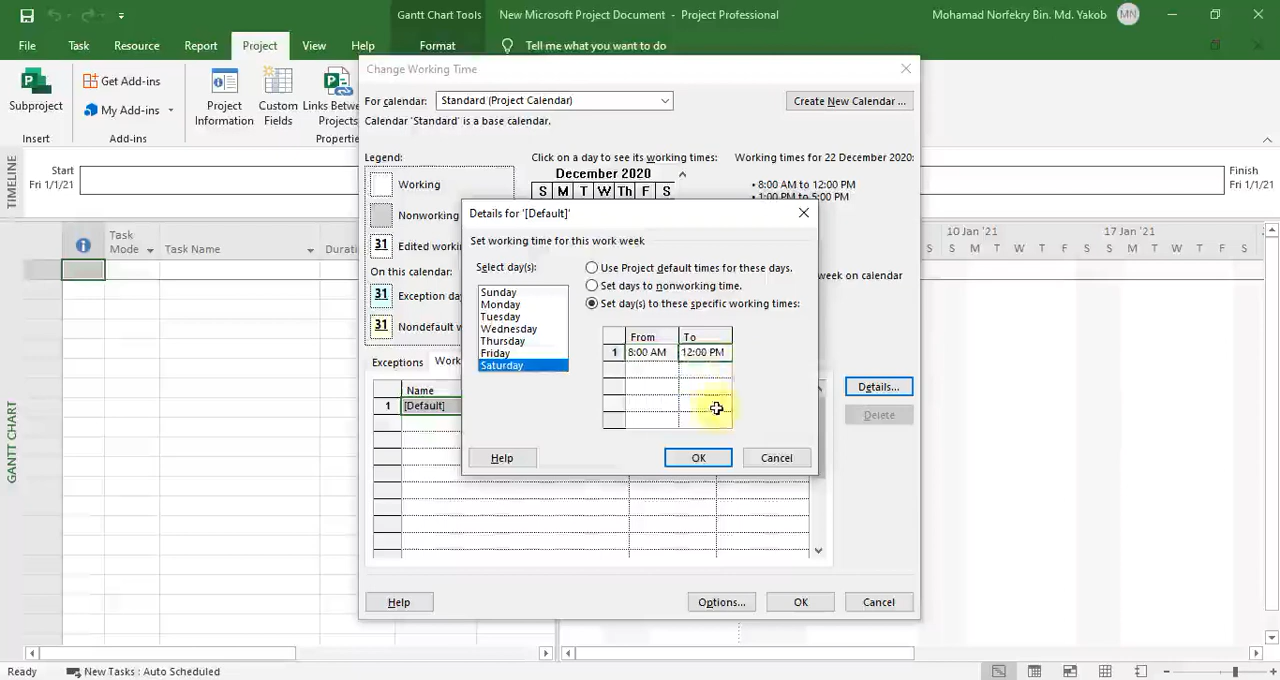 Gantt Chart Tools
New Microsoft Project Document - Project Professional
Mohamad Norfekry Bin. Md. Yakob
MN
File
Task
Resource
Report
Project
View
Help
Format
Tell me what you want to do
Subproject
Insert
Get Add-ins
My Add-ins
Add-ins
Project
Information
Custom
Fields
Links Between
Projects
Change Working Time
For calendar:
Standard (Project Calendar)
Create New Calendar ...
Calendar 'Standard' is a base calendar.
Legend:
Working
Nonworking
31
On this calendar:
31
31
Click on a day to see its working times:
December 2020
S M T W Th F S
Working times for 22 December 2020:
• 8:00 AM to 12:00 PM
• 1:00 PM to 5:00 PM
TIMELINE
Start
Fri 1/1/21
Finish
Fri 1/1/21
GANTT CHART
Task
Mode
Task Name
10 Jan '21
17 Jan '21
S M T W T F S S M T W T F S
week on calendar
Exceptions
Name
1
[Default]
Details...
Delete
Details for '[Default]'
Set working time for this work week
Select day(s):
Sunday
Monday
Tuesday
Wednesday
Thursday
Friday
Saturday
Use Project default times for these days.
Set days to nonworking time.
Set day(s) to these specific working times:
From To
1 8:00 AM 12:00 PM
Help
OK
Cancel
Help
Options...
OK
Cancel
Ready
New Tasks : Auto Scheduled